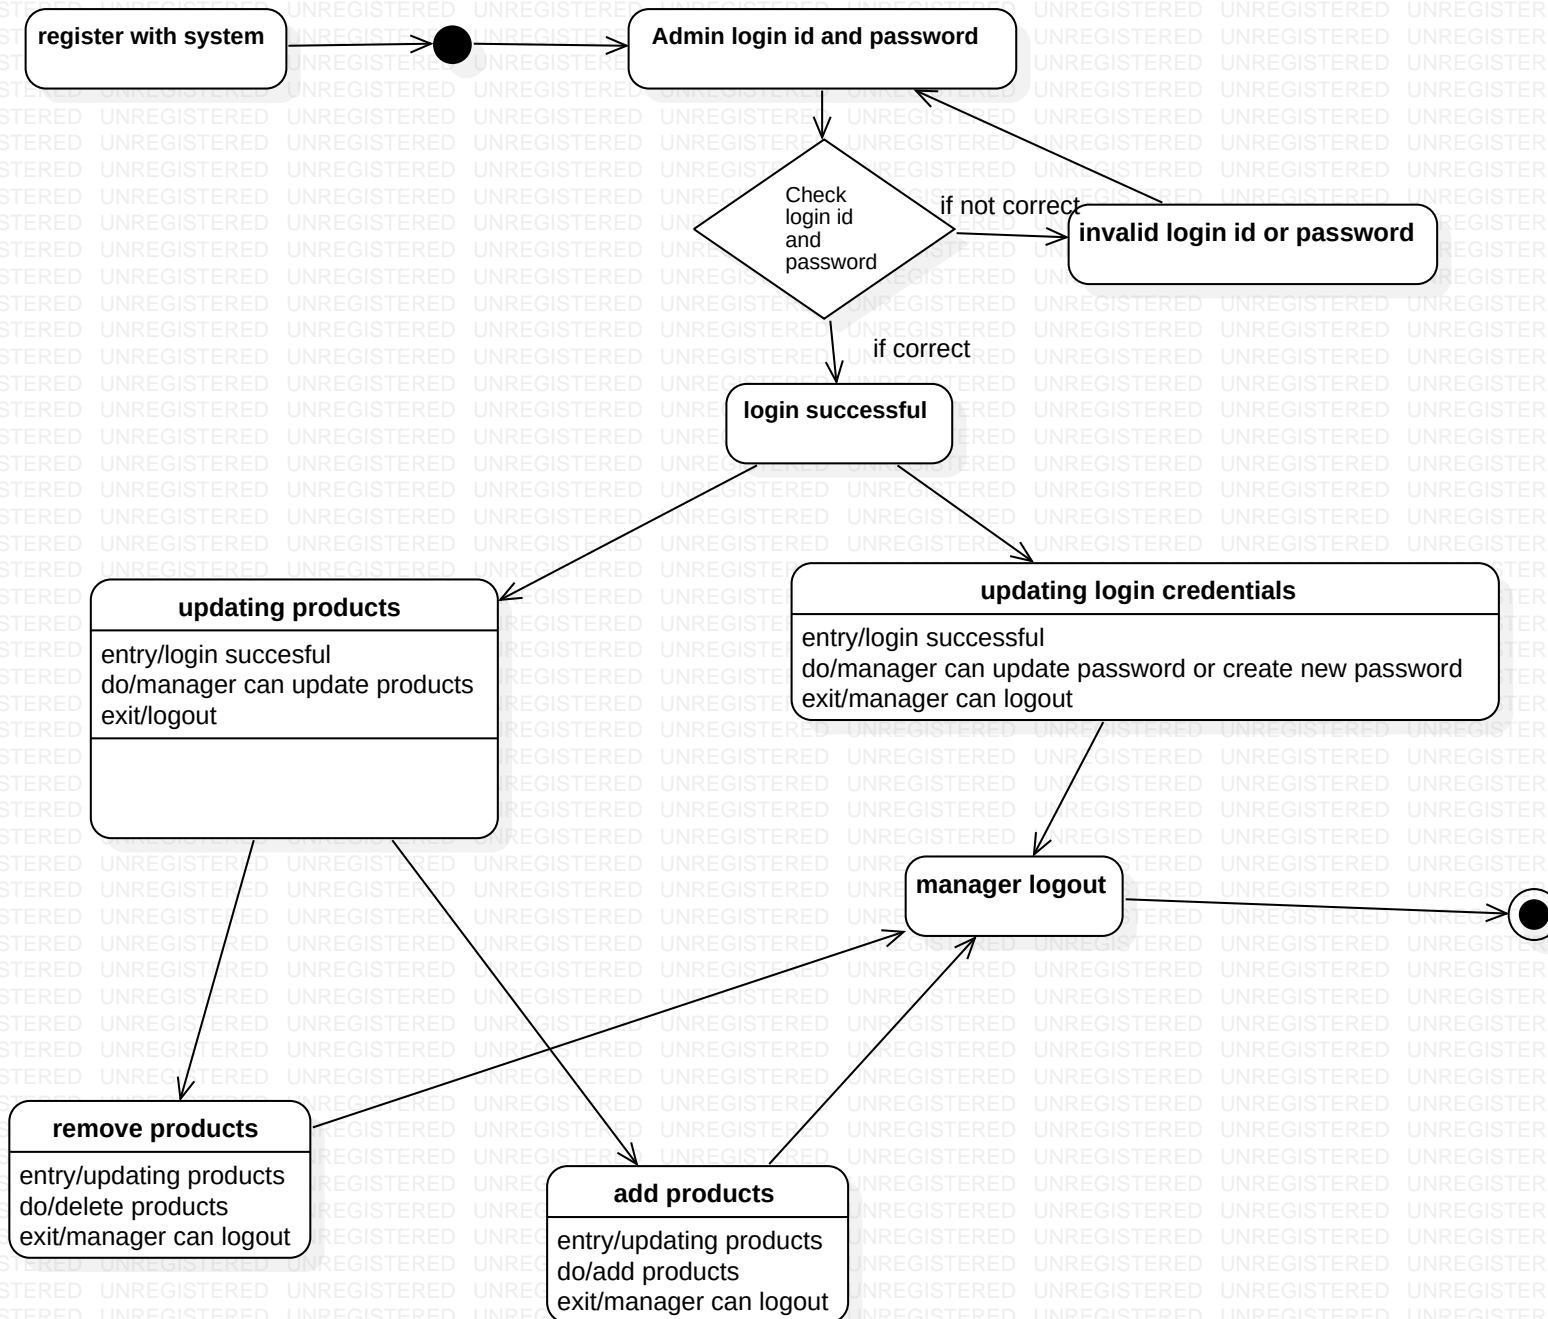 register with system
Admin login id and password
Check
login id
and
password
if not correct
invalid login id or password
if correct
login successful
updating products
entry/login succesful
do/manager can update products
exit/logout
updating login credentials
entry/login successful
do/manager can update password or create new password
exit/manager can logout
manager logout
remove products
entry/updating products
do/delete products
exit/manager can logout
add products
entry/updating products
do/add products
exit/manager can logout
UNREGISTERED